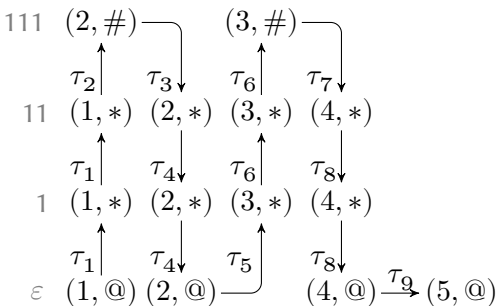 111 (2, #) (3, #)
τ2 τ3 τ6 τ7
11 (1, ∗) (2, ∗) (3, ∗) (4, ∗)
τ1 τ4 τ6 τ8
1 (1, ∗) (2, ∗) (3, ∗) (4, ∗)
τ1 τ4 τ5 τ8 τ9
ε (1, @) (2, @) (4, @) (5, @)